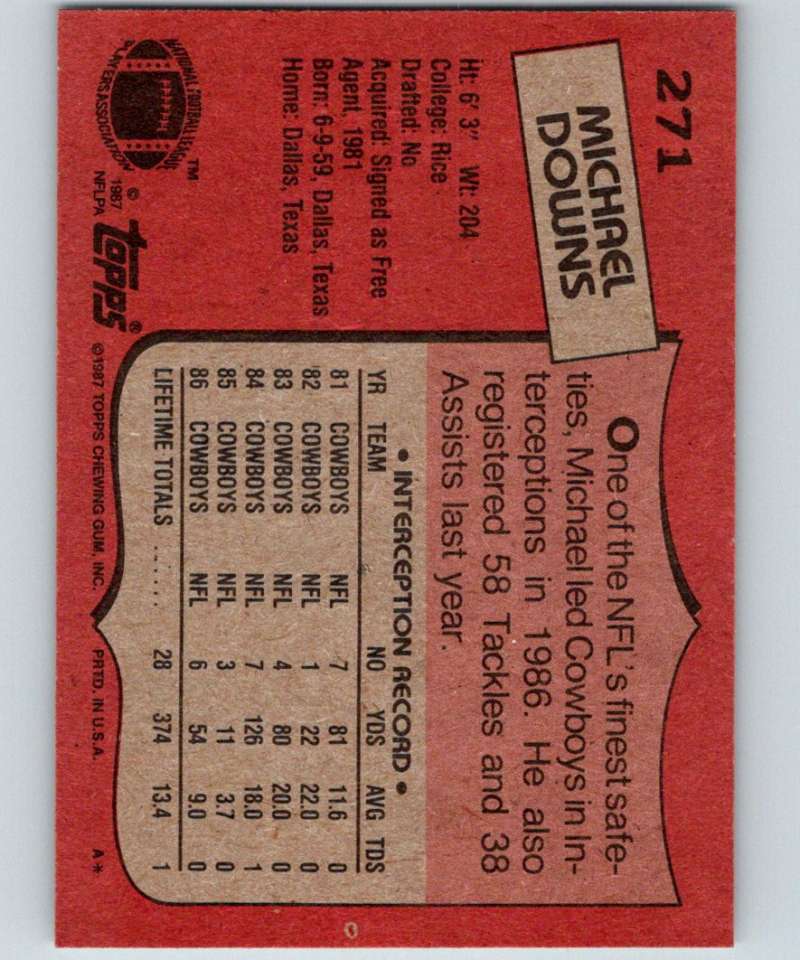 271
MICHAEL
DOWNS
Ht: 6' 3" Wt: 204
College: Rice
Drafted: No
Acquired: Signed as Free
Agent, 1981
Born: 6-9-59, Dallas, Texas
Home: Dallas, Texas
NATIONAL FOOTBALL LEAGUE
PLAYERS ASSOCIATION
™
© 1987
NFLPA
topps®
One of the NFL's finest safe-
ties, Michael led Cowboys in In-
terceptions in 1986. He also
registered 58 Tackles and 38
Assists last year.
• INTERCEPTION RECORD •
YR TEAM NO YDS AVG TDS
81 COWBOYS NFL 7 81 11.6 0
'82 COWBOYS NFL 1 22 22.0 0
83 COWBOYS NFL 4 80 20.0 0
84 COWBOYS NFL 7 126 18.0 1
85 COWBOYS NFL 3 11 3.7 0
86 COWBOYS NFL 6 54 9.0 0
LIFETIME TOTALS ...... 28 374 13.4 1
©1987 TOPPS CHEWING GUM, INC. PRTD. IN U.S.A. A*